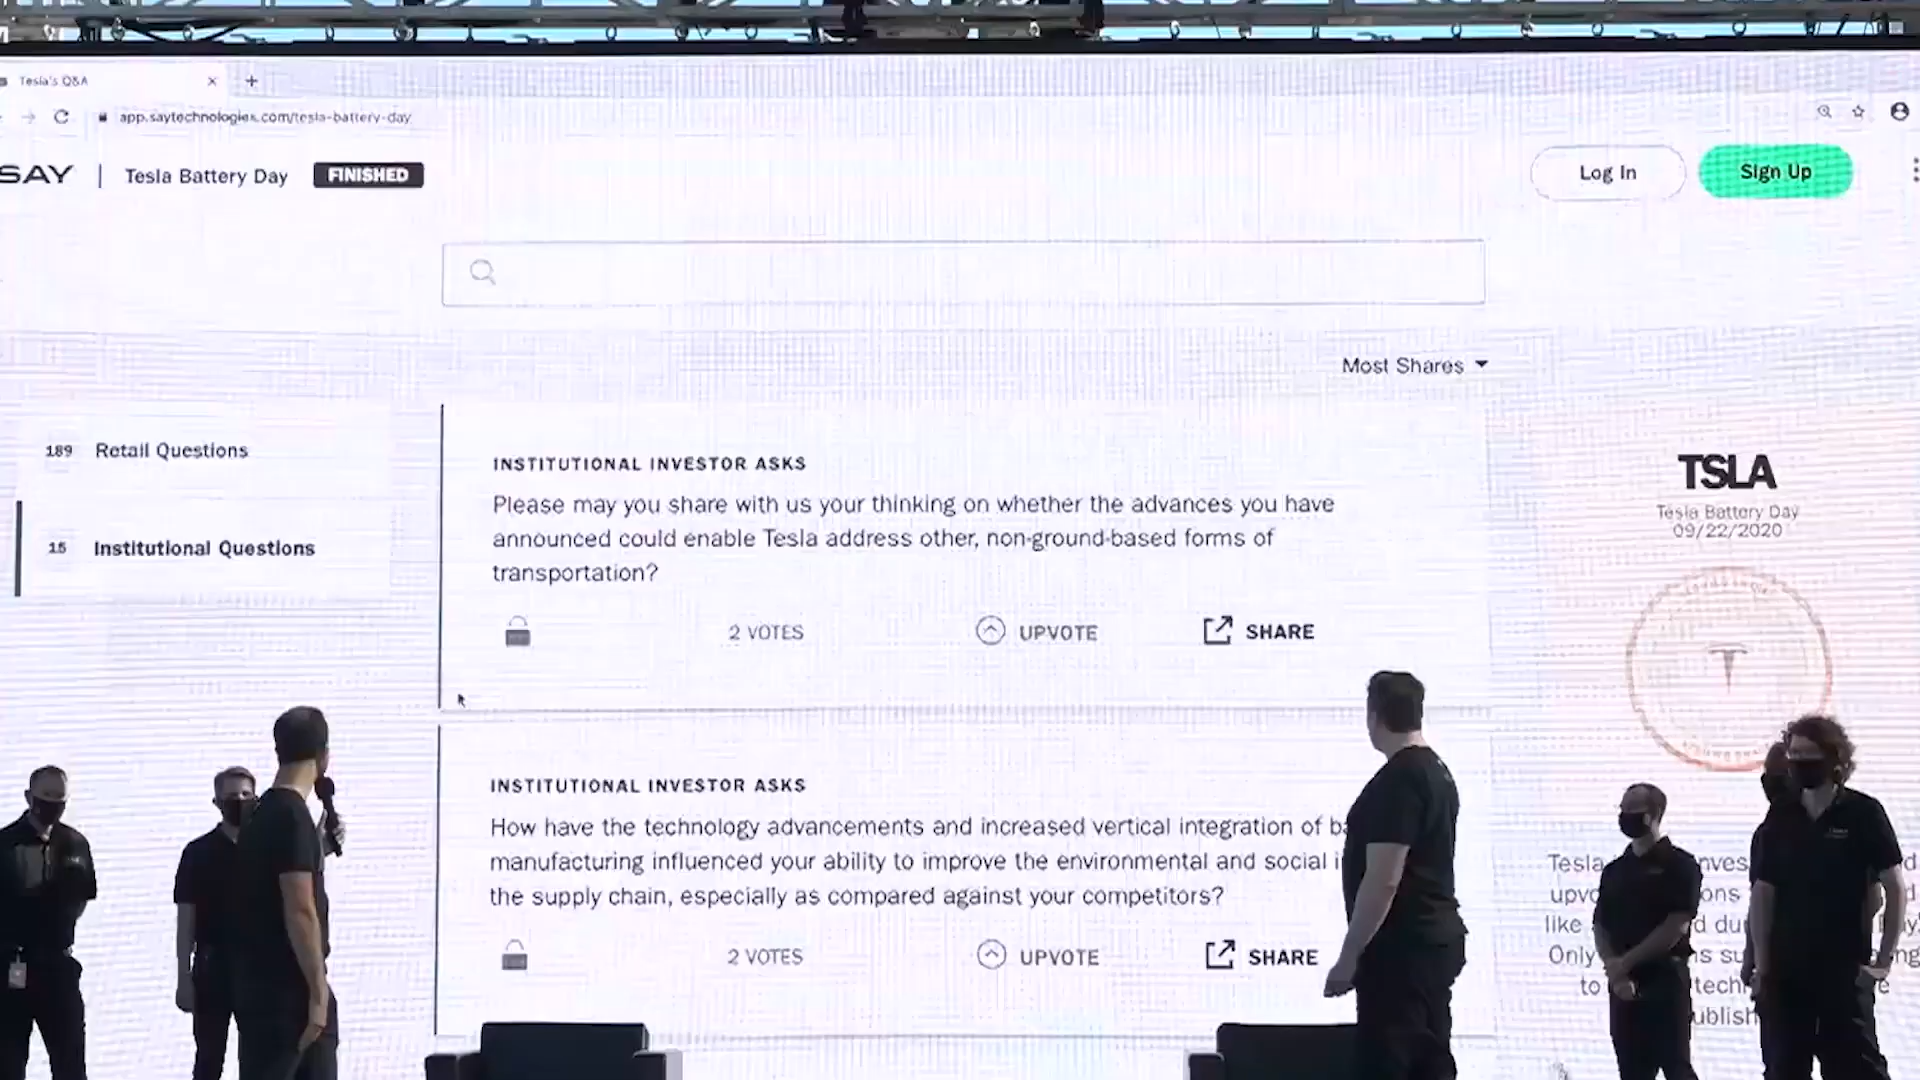 Tesla's Q&A
app.saytechnologies.com/tesla-battery-day
SAY | Tesla Battery Day FINISHED
Log In
Sign Up
Most Shares
189 Retail Questions
15 Institutional Questions
INSTITUTIONAL INVESTOR ASKS
Please may you share with us your thinking on whether the advances you have
announced could enable Tesla address other, non-ground-based forms of
transportation?
2 VOTES
UPVOTE
SHARE
INSTITUTIONAL INVESTOR ASKS
How have the technology advancements and increased vertical integration of
manufacturing influenced your ability to improve the environmental and social
the supply chain, especially as compared against your competitors?
2 VOTES
UPVOTE
SHARE
TSLA
Tesla Battery Day
09/22/2020
Tesla
like
Only
to